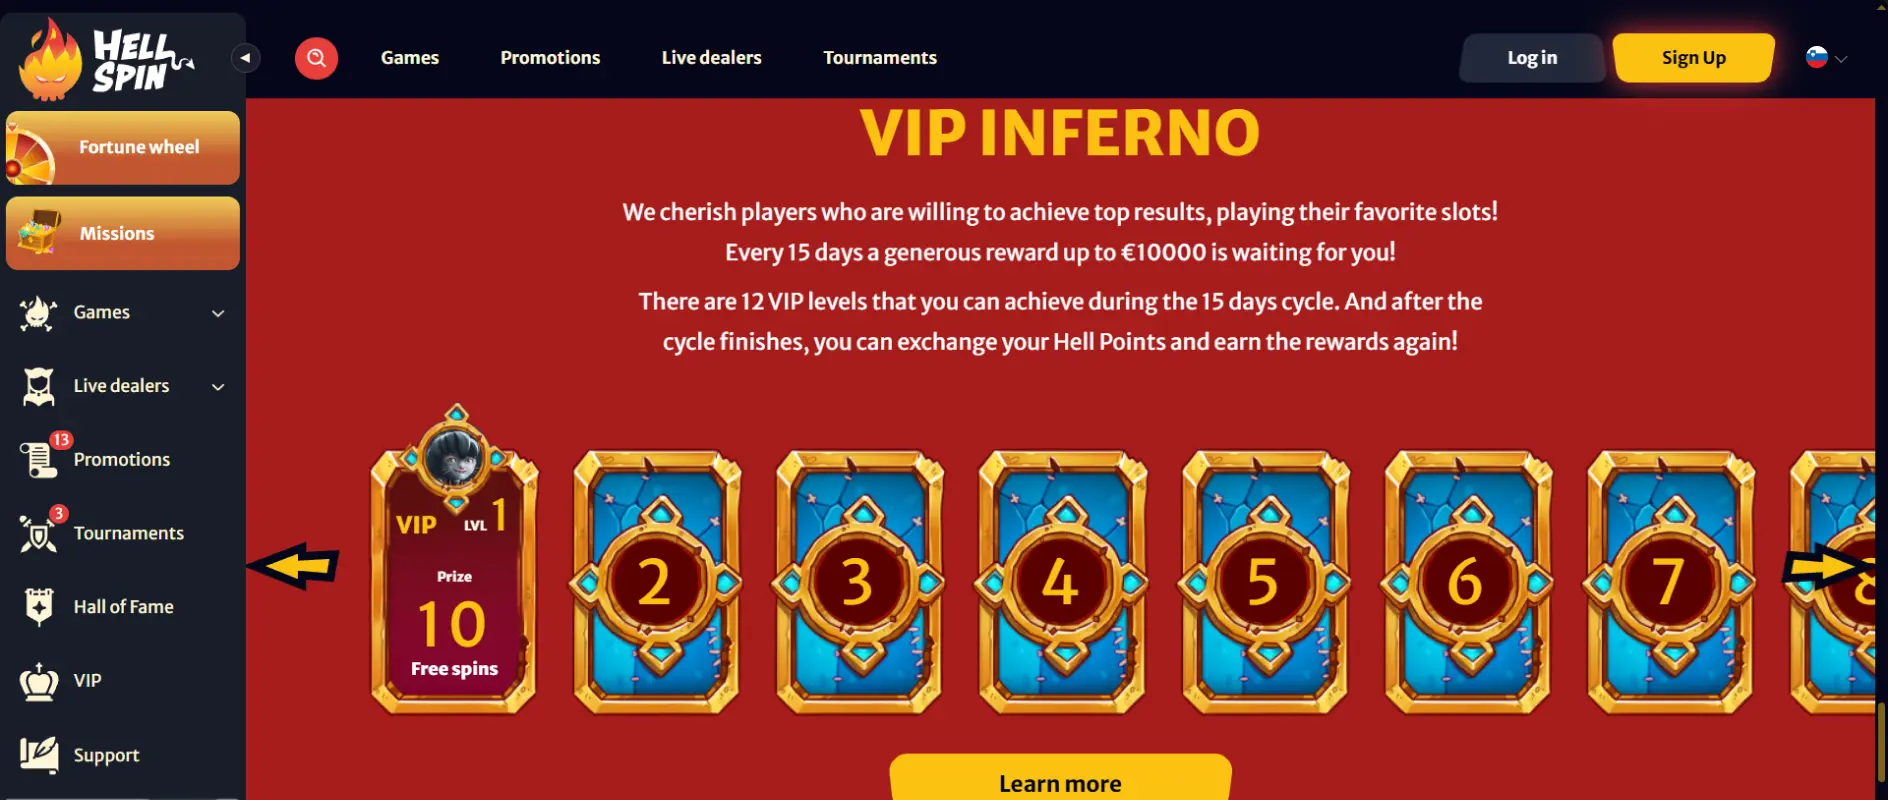 HELL
SPIN
Games
Promotions
Live dealers
Tournaments
Log in
Sign Up
Fortune wheel
Missions
Games
Live dealers
13
Promotions
3
Tournaments
Hall of Fame
VIP
Support
VIP INFERNO
We cherish players who are willing to achieve top results, playing their favorite slots!
Every 15 days a generous reward up to €10000 is waiting for you!
There are 12 VIP levels that you can achieve during the 15 days cycle. And after the
cycle finishes, you can exchange your Hell Points and earn the rewards again!
VIP LVL 1
Prize
10
Free spins
2
3
4
5
6
7
8
Learn more